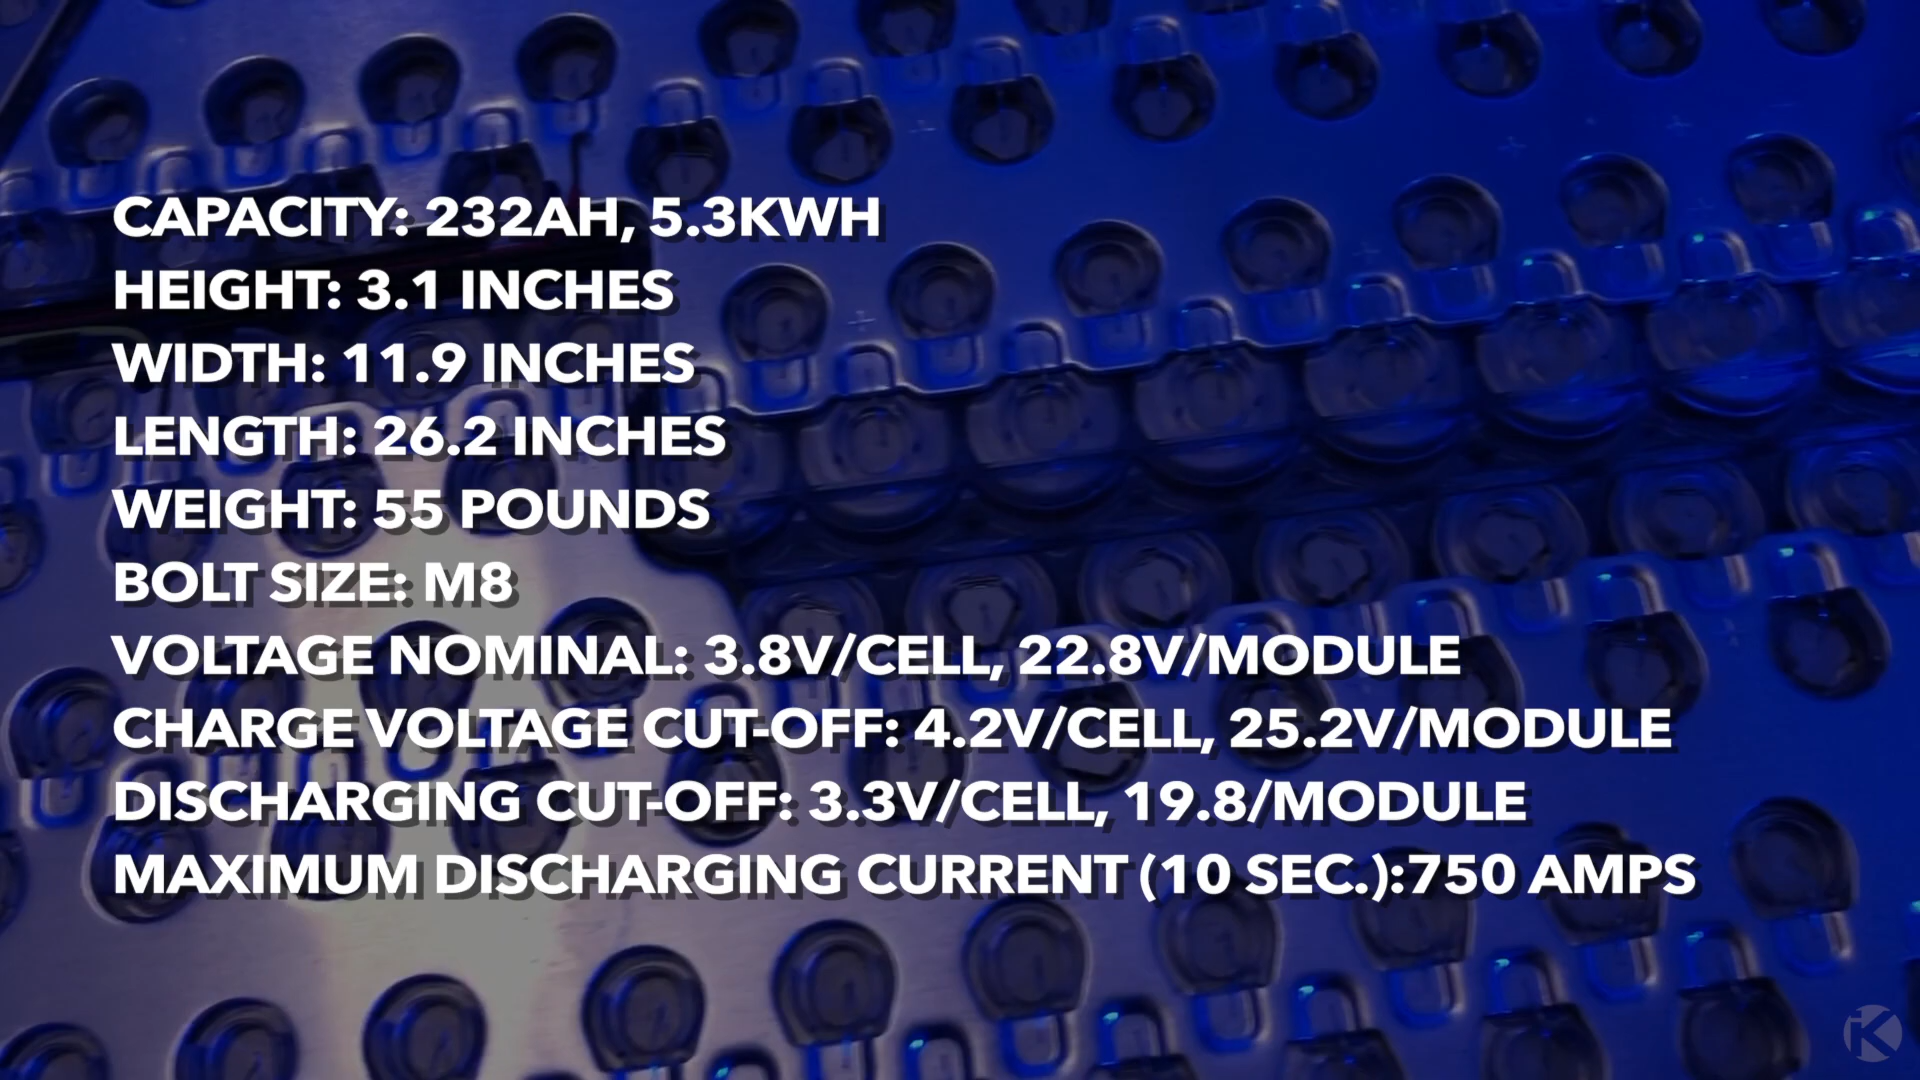 CAPACITY: 232AH, 5.3KWH
HEIGHT: 3.1 INCHES
WIDTH: 11.9 INCHES
LENGTH: 26.2 INCHES
WEIGHT: 55 POUNDS
BOLT SIZE: M8
VOLTAGE NOMINAL: 3.8V/CELL, 22.8V/MODULE
CHARGE VOLTAGE CUT-OFF: 4.2V/CELL, 25.2V/MODULE
DISCHARGING CUT-OFF: 3.3V/CELL, 19.8/MODULE
MAXIMUM DISCHARGING CURRENT (10 SEC.):750 AMPS